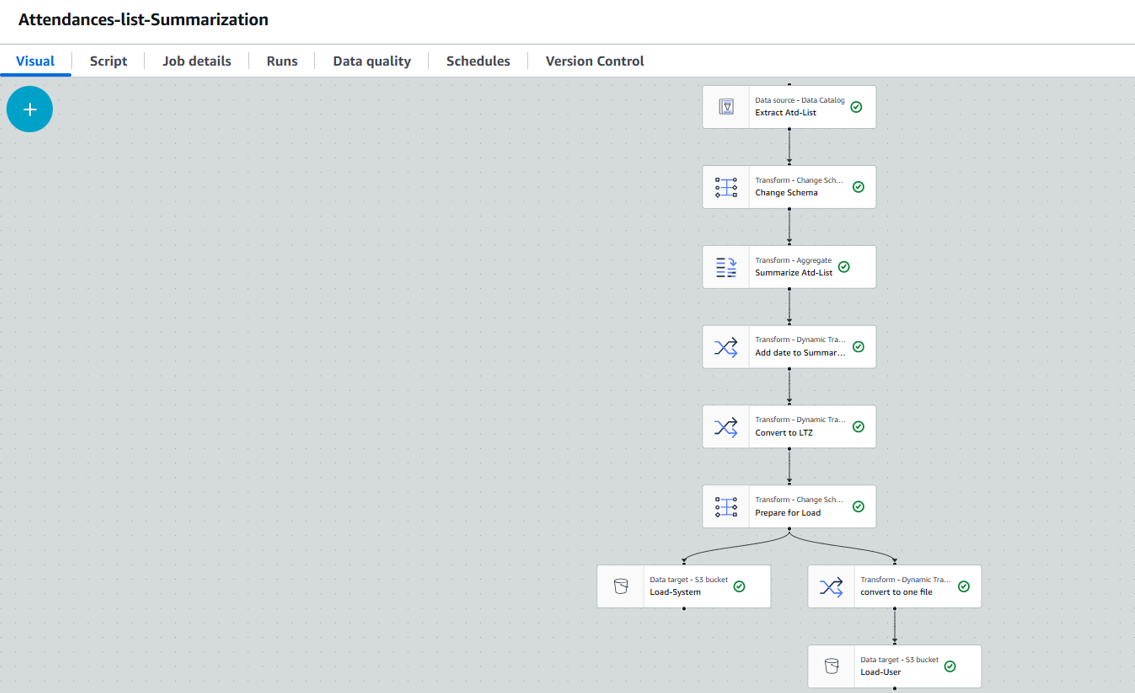 Attendances-list-Summarization
Visual
Script
Job details
Runs
Data quality
Schedules
Version Control
Data source - Data Catalog
Extract Atd-List
Transform - Change Sch...
Change Schema
Transform - Aggregate
Summarize Atd-List
Transform - Dynamic Tra...
Add date to Summar...
Transform - Dynamic Tra...
Convert to LTZ
Transform - Change Sch...
Prepare for Load
Data target - S3 bucket
Load-System
Transform - Dynamic Tra...
convert to one file
Data target - S3 bucket
Load-User